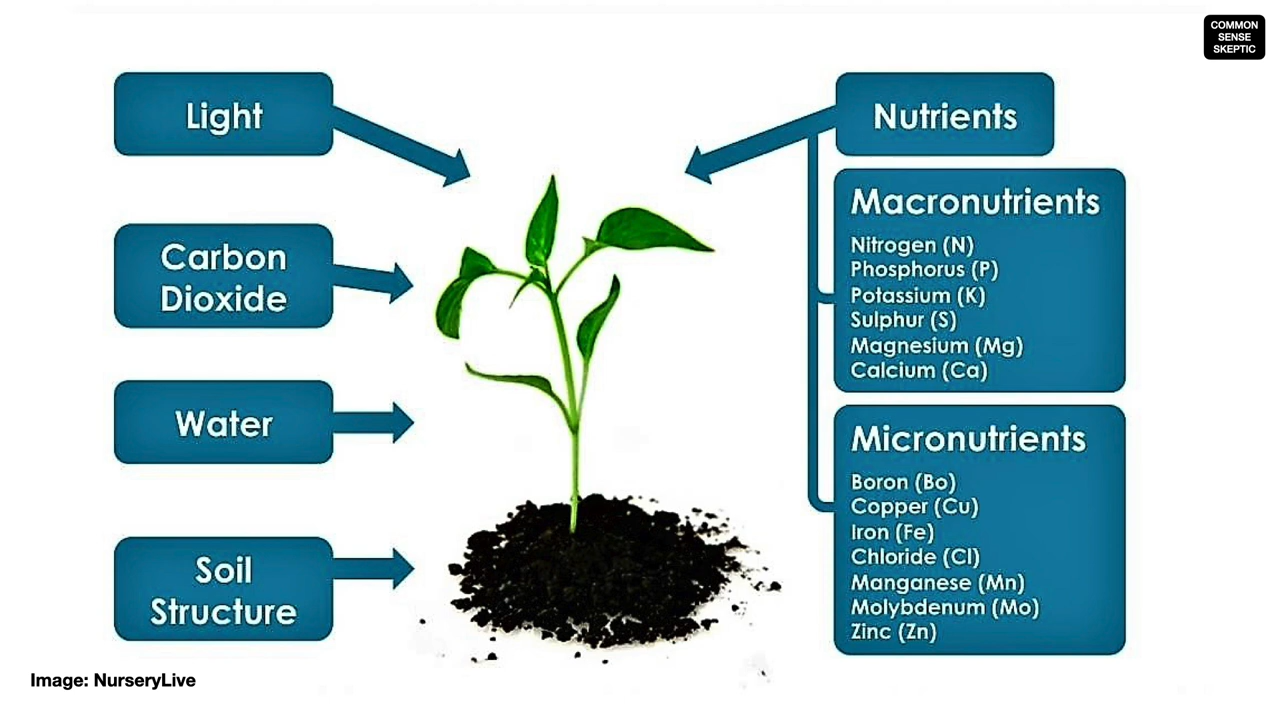 COMMON
SENSE
SKEPTIC
Light
Carbon
Dioxide
Water
Soil
Structure
Nutrients
Macronutrients
Nitrogen (N)
Phosphorus (P)
Potassium (K)
Sulphur (S)
Magnesium (Mg)
Calcium (Ca)
Micronutrients
Boron (Bo)
Copper (Cu)
Iron (Fe)
Chloride (Cl)
Manganese (Mn)
Molybdenum (Mo)
Zinc (Zn)
Image: NurseryLive